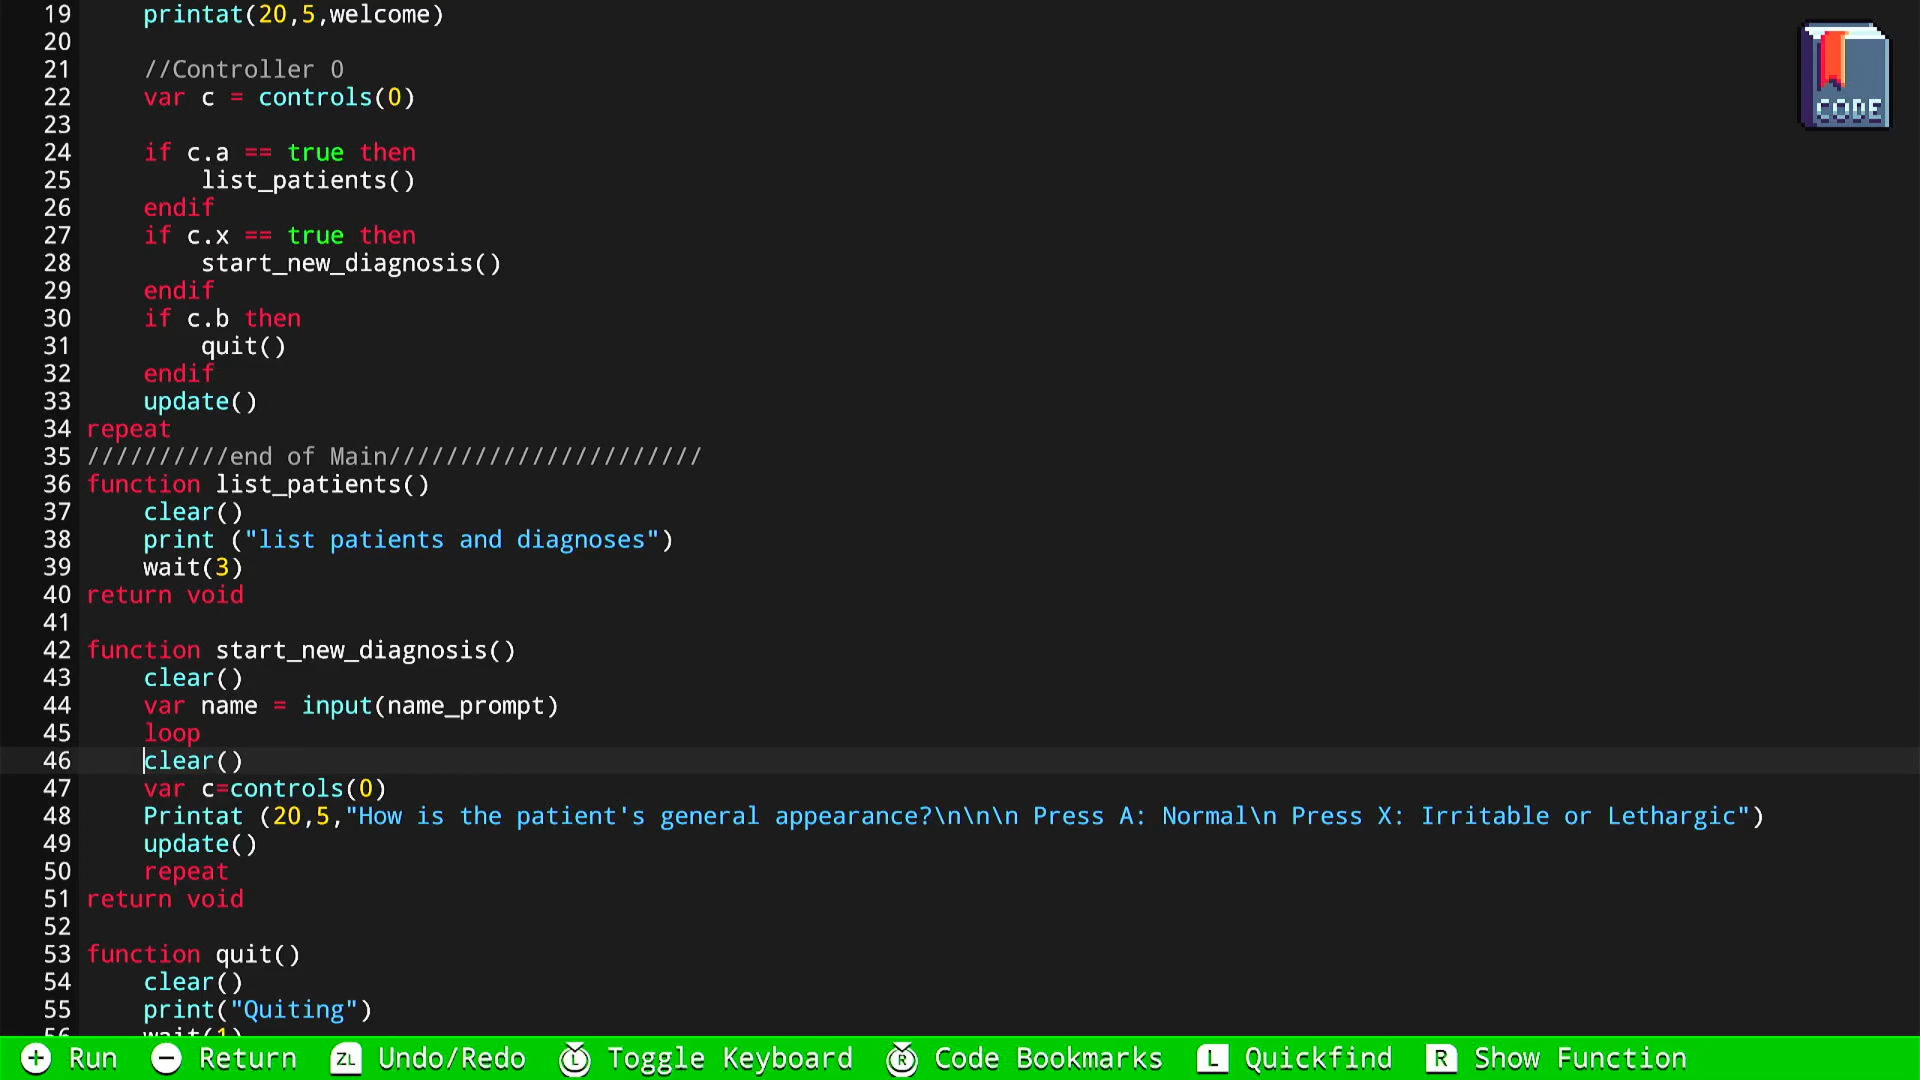 19 printat(20,5,welcome)
20
21 //Controller 0
22 var c = controls(0)
23
24 if c.a == true then
25 list_patients()
26 endif
27 if c.x == true then
28 start_new_diagnosis()
29 endif
30 if c.b then
31 quit()
32 endif
33 update()
34 repeat
35 //////////end of Main//////////////////////
36 function list_patients()
37 clear()
38 print ("list patients and diagnoses")
39 wait(3)
40 return void
41
42 function start_new_diagnosis()
43 clear()
44 var name = input(name_prompt)
45 loop
46 clear()
47 var c=controls(0)
48 Printat (20,5,"How is the patient's general appearance?\n\n\n Press A: Normal\n Press X: Irritable or Lethargic")
49 update()
50 repeat
51 return void
52
53 function quit()
54 clear()
55 print("Quiting")
56 wait(1)
CODE
+ Run - Return ZL Undo/Redo L Toggle Keyboard R Code Bookmarks L Quickfind R Show Function